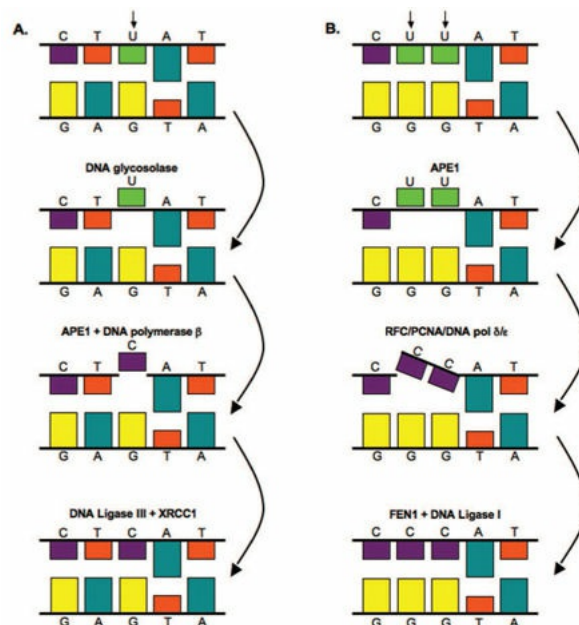 A.
C T U A T
G A G T A
DNA glycosolase
U
C T A T
G A G T A
APE1 + DNA polymerase β
C
C T A T
G A G T A
DNA Ligase III + XRCC1
C T C A T
G A G T A
B.
C U U A T
G G G T A
APE1
U U
C A T
G G G T A
RFC/PCNA/DNA pol δ/ε
C C
C A T
G G G T A
FEN1 + DNA Ligase I
C C C A T
G G G T A